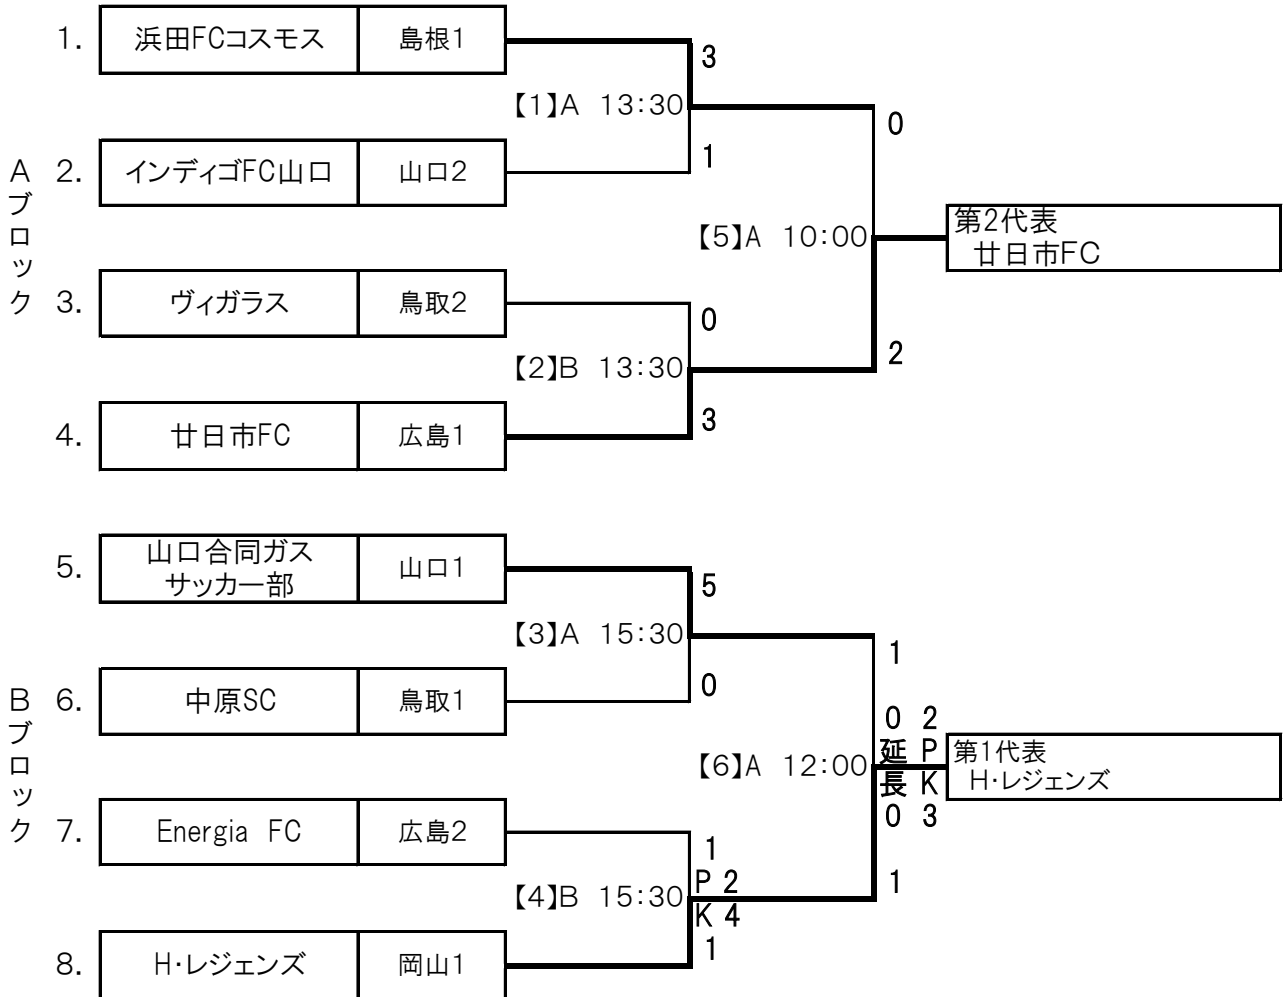 1. 浜田FCコスモス 島根1
3
【1】A 13:30
0
Aブロック
2. インディゴFC山口 山口2
1
【5】A 10:00
第2代表
廿日市FC
3. ヴィガラス 鳥取2
0
2
【2】B 13:30
4. 廿日市FC 広島1
3
5. 山口合同ガス
サッカー部
山口1
5
【3】A 15:30
1
Bブロック
6. 中原SC 鳥取1
0
0 2
延 P
【6】A 12:00
長 K
0 3
第1代表
H・レジェンズ
7. Energia FC 広島2
1
P 2
【4】B 15:30
K 4
1
1
8. H・レジェンズ 岡山1